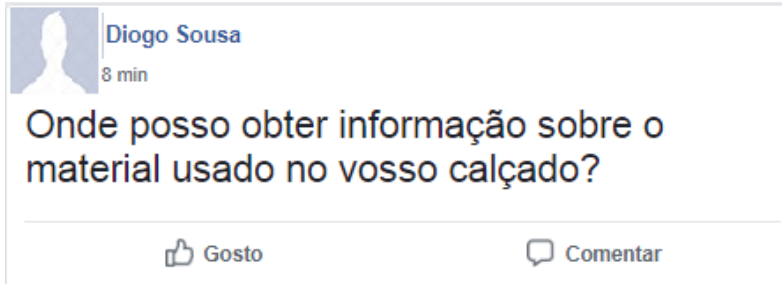 Diogo Sousa
8 min
Onde posso obter informação sobre o
material usado no vosso calçado?
Gosto
Comentar